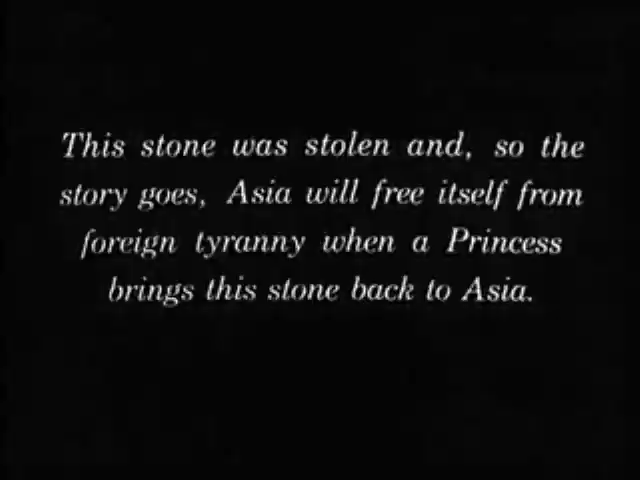 This stone was stolen and, so the
story goes, Asia will free itself from
foreign tyranny when a Princess
brings this stone back to Asia.